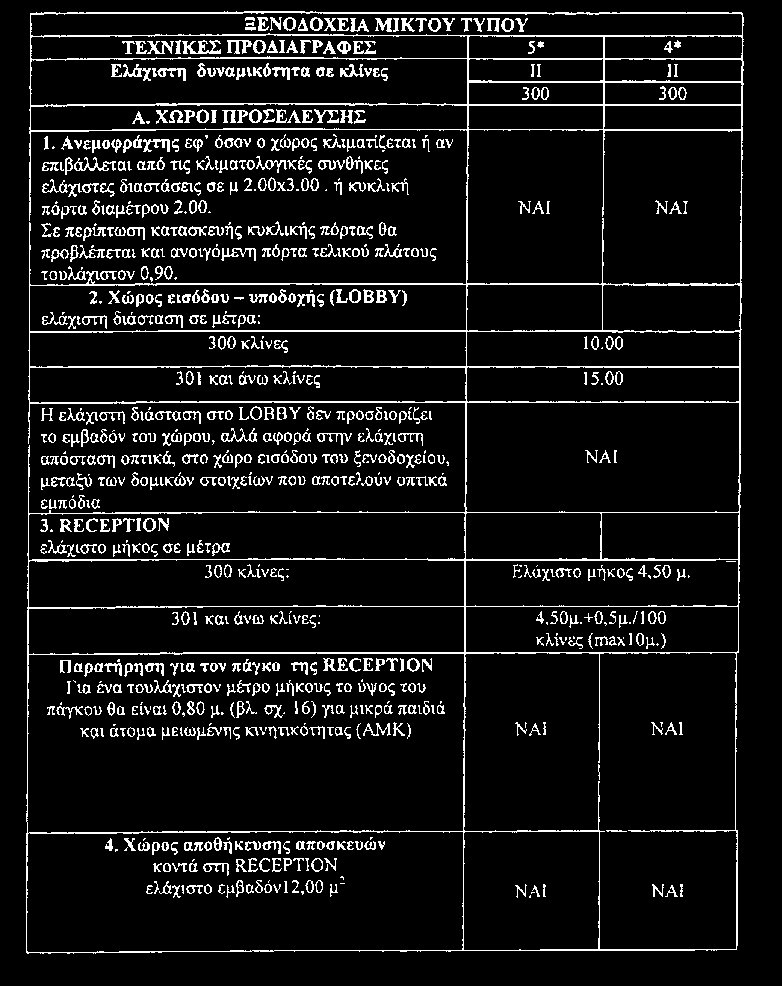 ΞΕΝΟΔΟΧΕΙΑ ΜΙΚΤΟΥ ΤΥΠΟΥ
ΤΕΧΝΙΚΕΣ ΠΡΟΔΙΑΓΡΑΦΕΣ 5* 4*
Ελάχιστη δυναμικότητα σε κλίνες ΙΙ ΙΙ
300 300
Α. ΧΩΡΟΙ ΠΡΟΣΕΛΕΥΣΗΣ
1. Ανεμοφράχτης εφ' όσον ο χώρος κλιματίζεται ή αν
επιβάλλεται από τις κλιματολογικές συνθήκες
ελάχιστες διαστάσεις σε μ 2.00x3.00 . ή κυκλική
πόρτα διαμέτρου 2.00. ΝΑΙ ΝΑΙ
Σε περίπτωση κατασκευής κυκλικής πόρτας θα
προβλέπεται και ανοιγόμενη πόρτα τελικού πλάτους
τουλάχιστον 0,90.
2. Χώρος εισόδου – υποδοχής (LOBBY)
ελάχιστη διάσταση σε μέτρα:
300 κλίνες 10.00
301 και άνω κλίνες 15.00
Η ελάχιστη διάσταση στο LOBBY δεν προσδιορίζει
το εμβαδόν του χώρου, αλλά αφορά στην ελάχιστη
απόσταση οπτικά, στο χώρο εισόδου του ξενοδοχείου, ΝΑΙ
μεταξύ των δομικών στοιχείων που αποτελούν οπτικά
εμπόδια
3. RECEPTION
ελάχιστο μήκος σε μέτρα
300 κλίνες: Ελάχιστο μήκος 4,50 μ.
301 και άνω κλίνες: 4,50μ.+0,5μ./100
κλίνες (max10μ.)
Παρατήρηση για τον πάγκο της RECEPTION
Για ένα τουλάχιστον μέτρο μήκους το ύψος του
πάγκου θα είναι 0,80 μ. (βλ. σχ. 16) για μικρά παιδιά
και άτομα μειωμένης κινητικότητας (ΑΜΚ) ΝΑΙ ΝΑΙ
4. Χώρος αποθήκευσης αποσκευών
κοντά στη RECEPTION
ελάχιστο εμβαδόν12,00 μ² ΝΑΙ ΝΑΙ